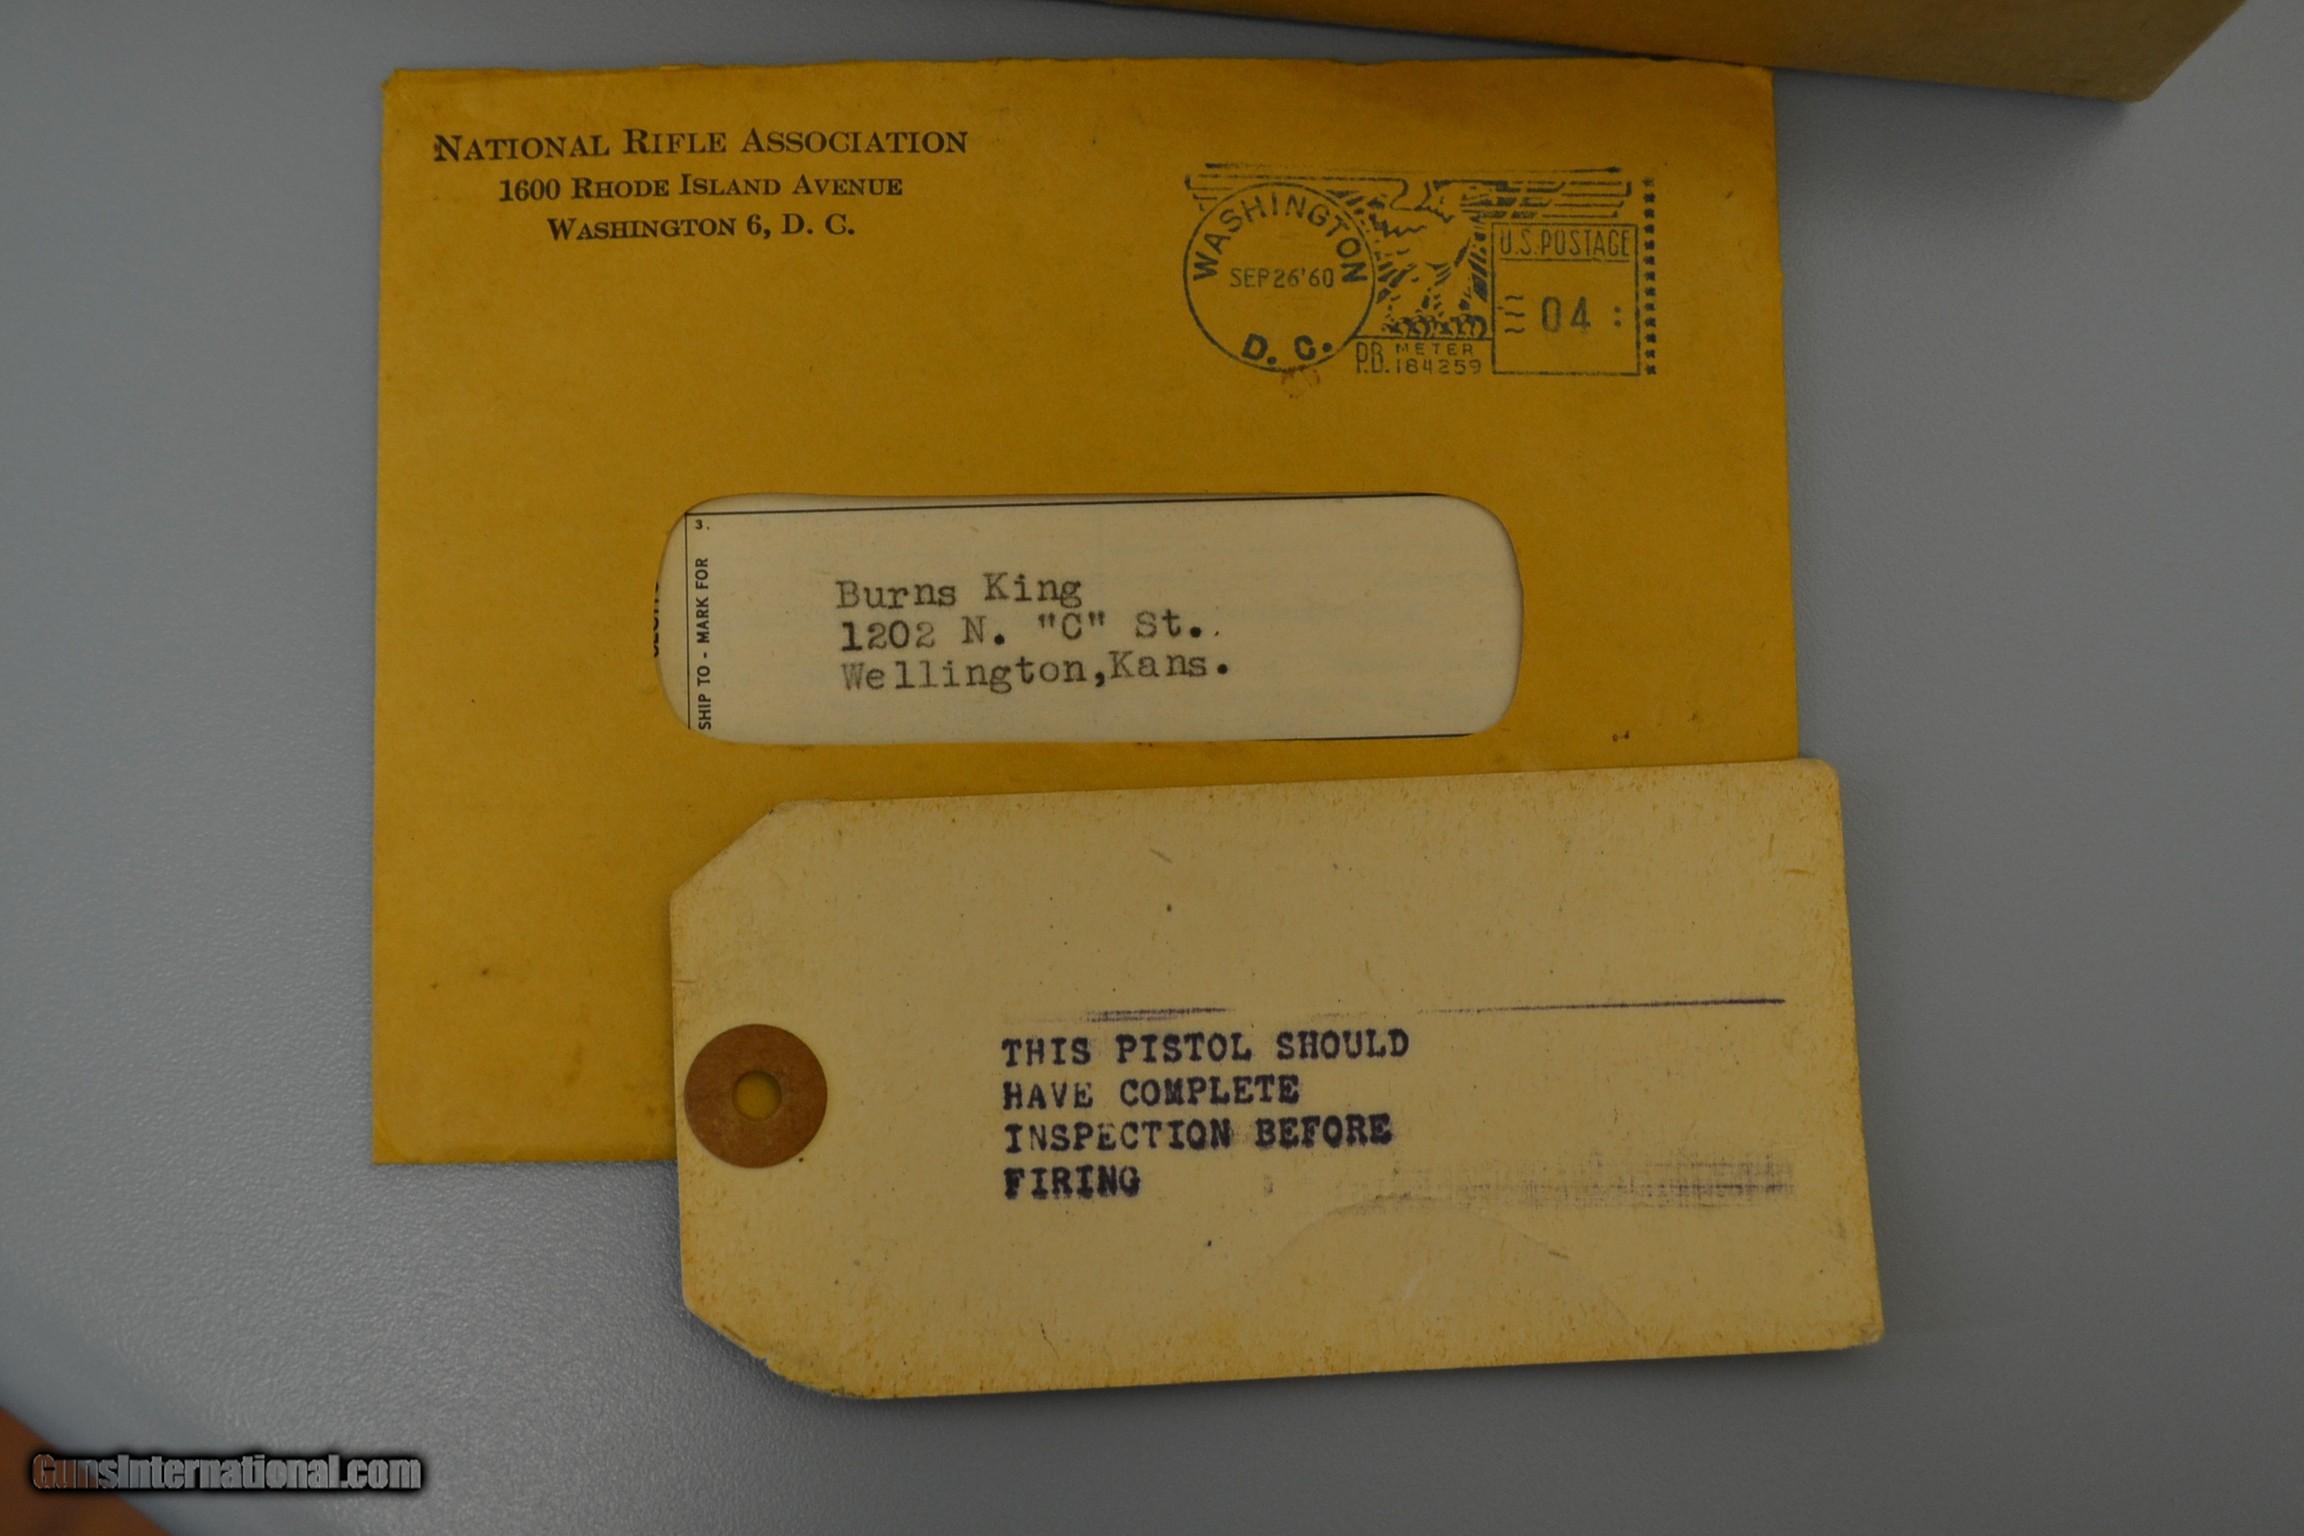 NATIONAL RIFLE ASSOCIATION
1600 RHODE ISLAND AVENUE
WASHINGTON 6, D. C.
WASHINGTON
SEP 26 '60
D. C.
P.B. METER
184259
U.S. POSTAGE
04
3.
SHIP TO - MARK FOR
Burns King
1202 N. "C" St.
Wellington,Kans.
THIS PISTOL SHOULD
HAVE COMPLETE
INSPECTION BEFORE
FIRING
GunsInternational.com